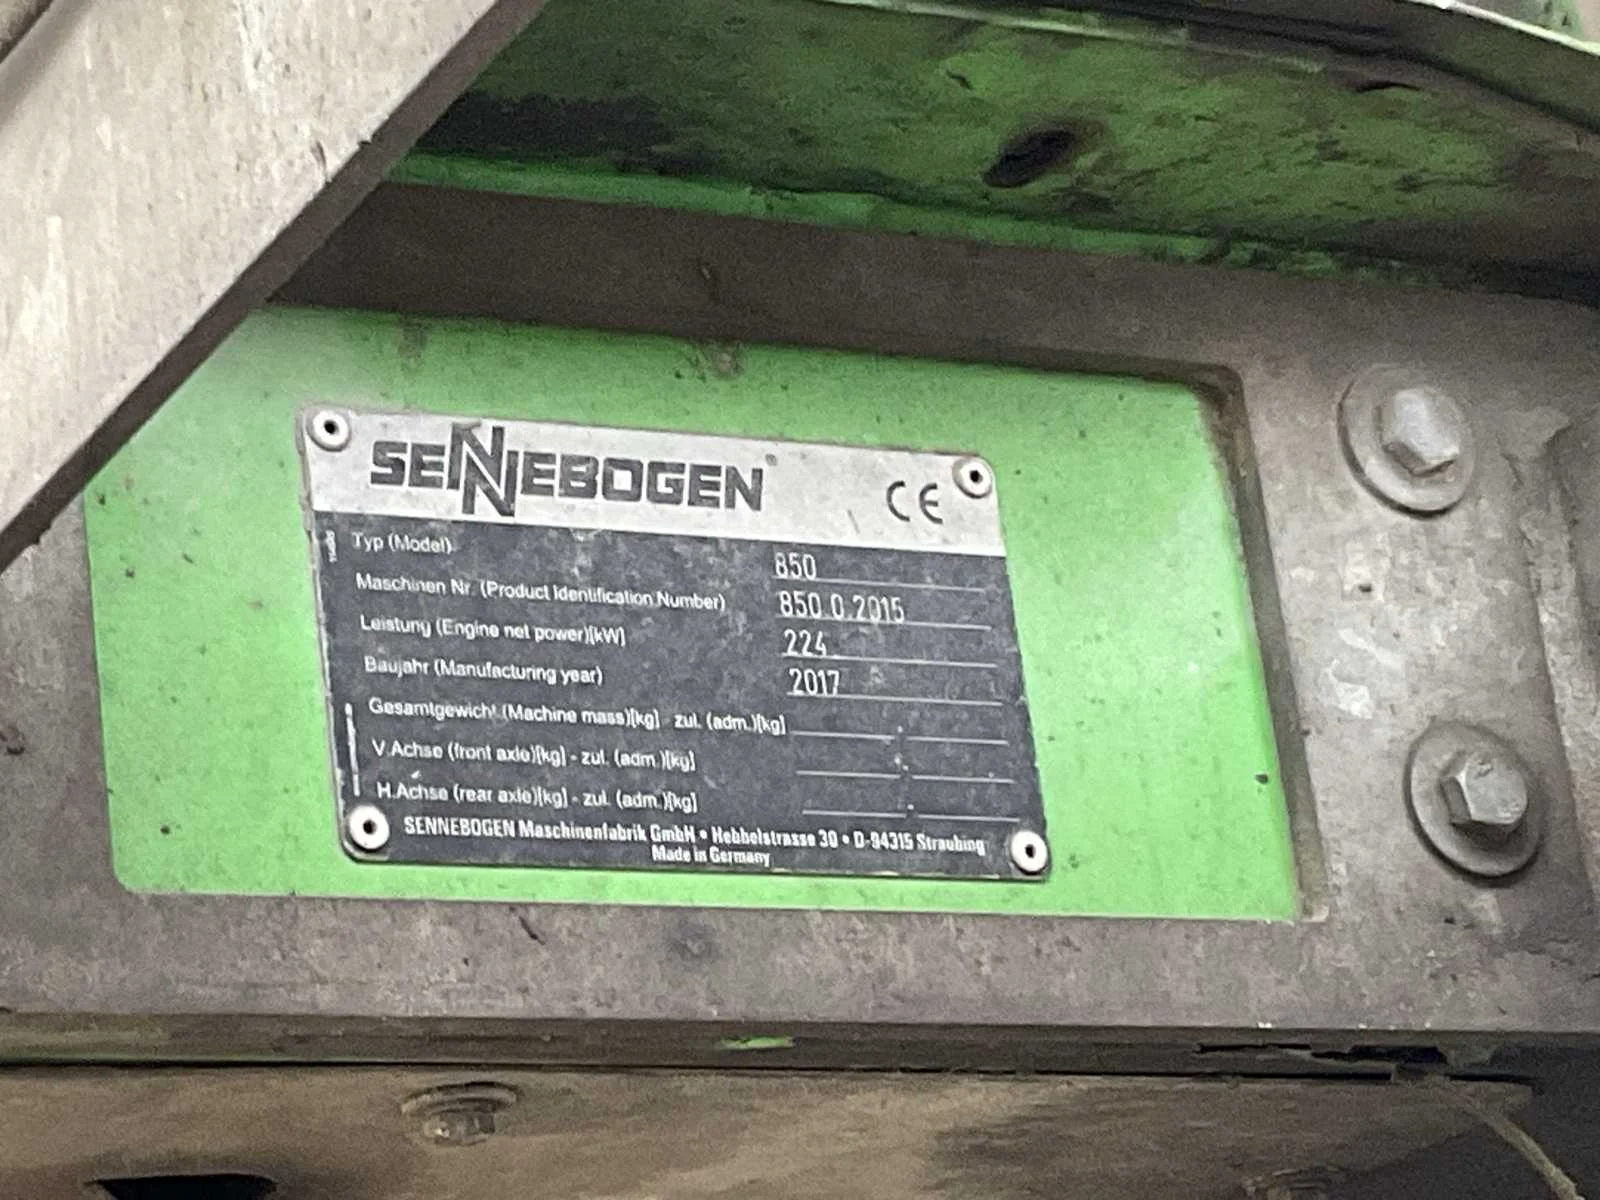 SENNEBOGEN®
CE
Typ (Model) 850
Maschinen Nr. (Product Identification Number) 850.0.2015
Leistung (Engine net power)[kW] 224
Baujahr (Manufacturing year) 2017
Gesamtgewicht (Machine mass)[kg] - zul. (adm.)[kg]
V.Achse (front axle)[kg] - zul. (adm.)[kg]
H.Achse (rear axle)[kg] - zul. (adm.)[kg]
SENNEBOGEN Maschinenfabrik GmbH • Hebbelstrasse 30 • D-94315 Straubing
Made in Germany